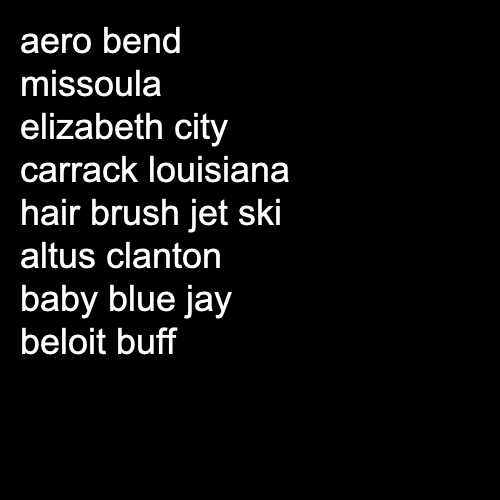 aero bend
missoula
elizabeth city
carrack louisiana
hair brush jet ski
altus clanton
baby blue jay
beloit buff